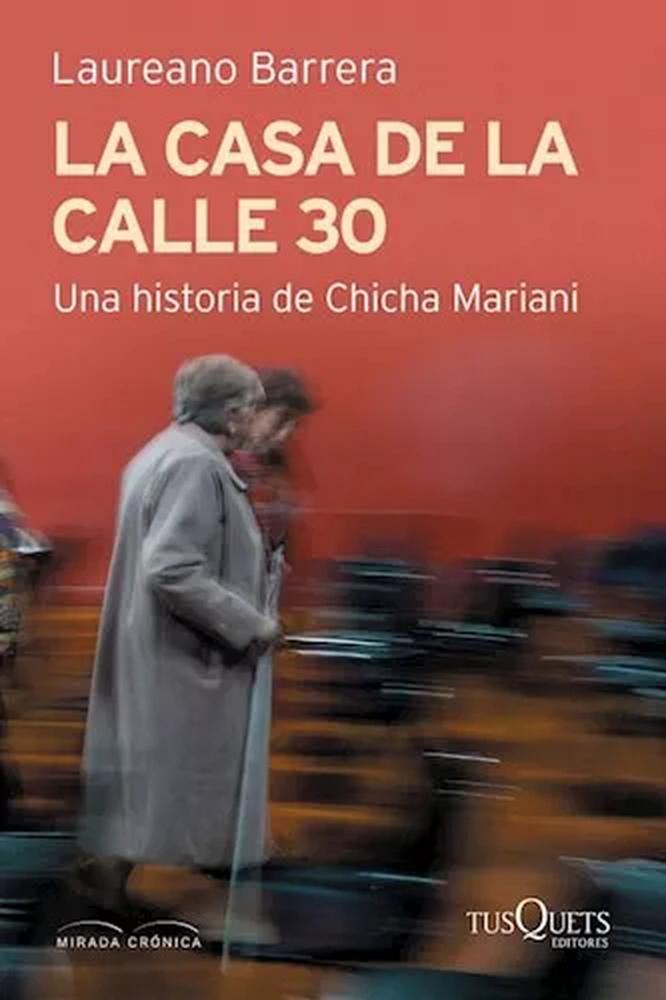 Laureano Barrera
LA CASA DE LA
CALLE 30
Una historia de Chicha Mariani
MIRADA CRÓNICA
TUSQUETS
EDITORES